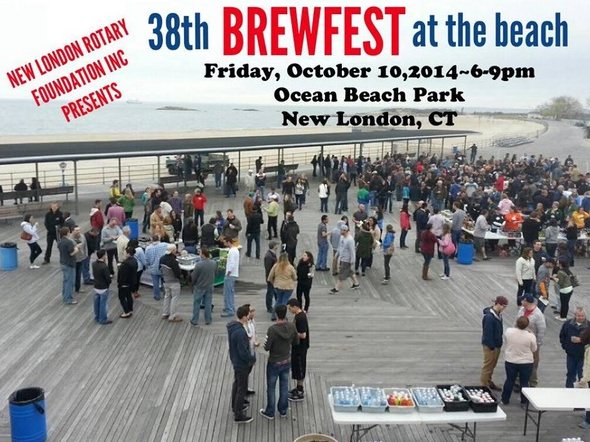 NEW LONDON ROTARY
FOUNDATION INC
PRESENTS
38th BREWFEST at the beach
Friday, October 10,2014~6-9pm
Ocean Beach Park
New London, CT